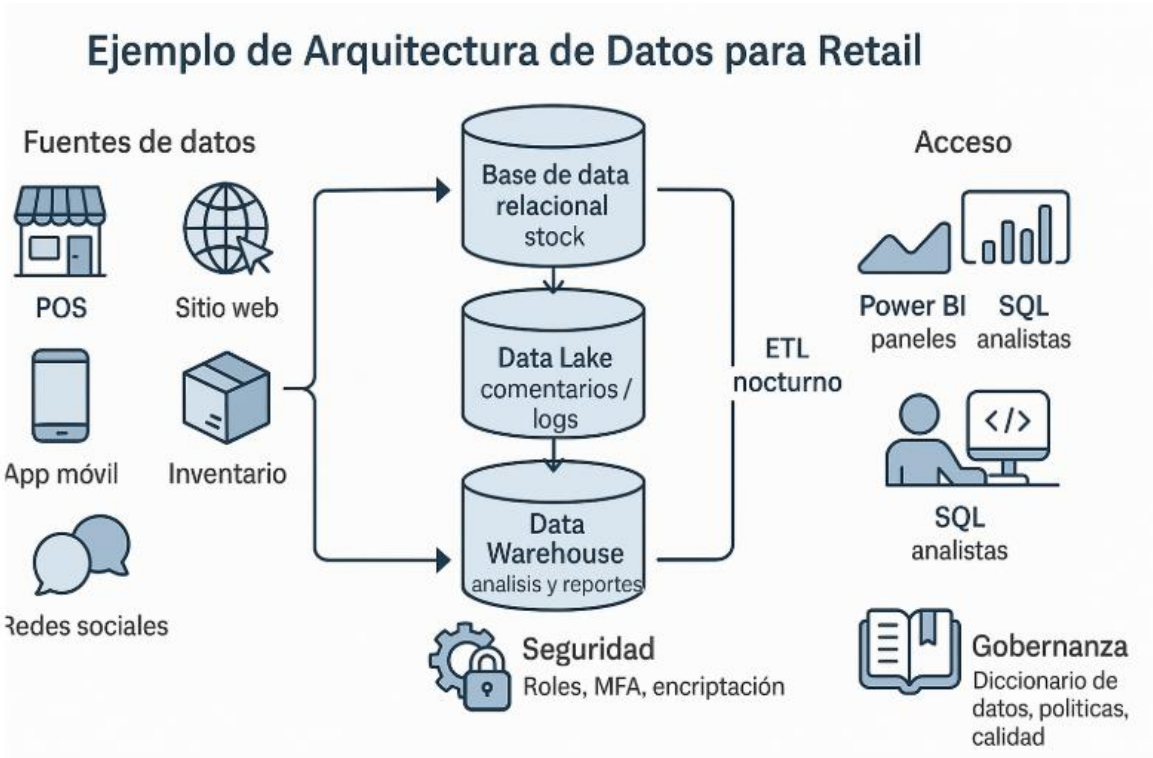 Ejemplo de Arquitectura de Datos para Retail
Fuentes de datos
POS
Sitio web
App móvil
Inventario
Redes sociales
Base de data
relacional
stock
Data Lake
comentarios /
logs
Data
Warehouse
analisis y reportes
ETL
nocturno
Seguridad
Roles, MFA, encriptación
Acceso
Power BI
paneles
SQL
analistas
</>
SQL
analistas
Gobernanza
Diccionario de
datos, politicas,
calidad